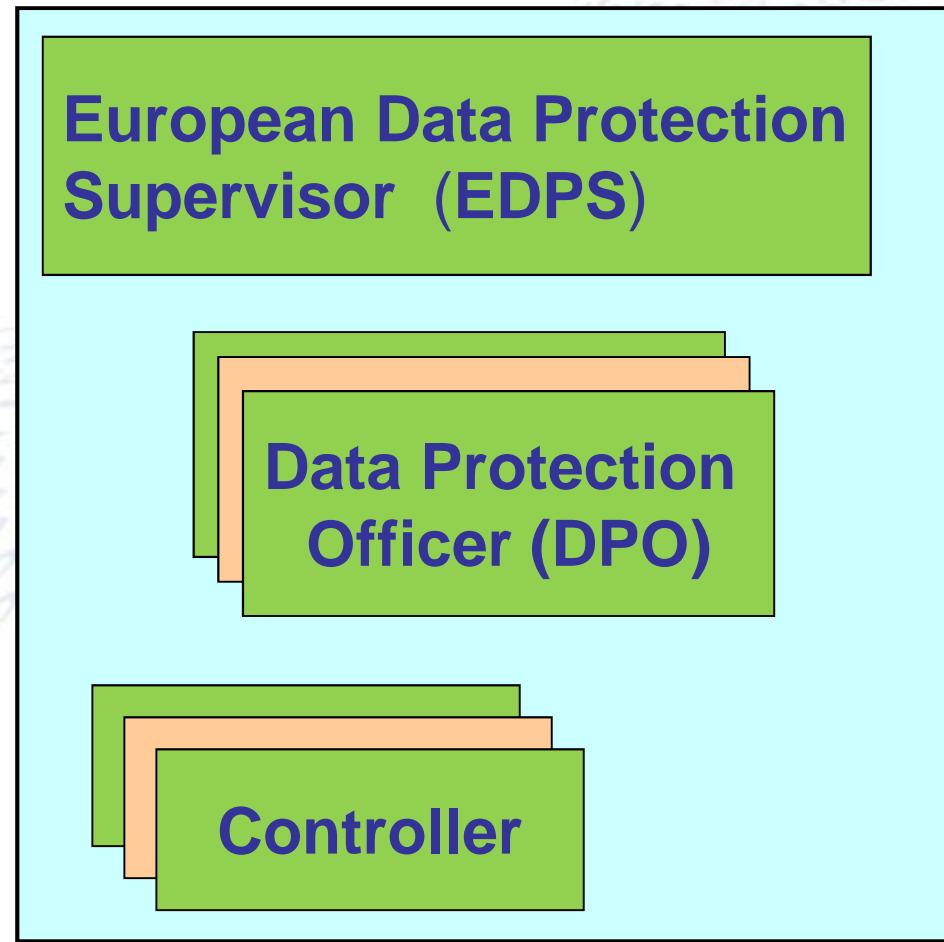 European Data Protection
Supervisor (EDPS)
Data Protection
Officer (DPO)
Controller